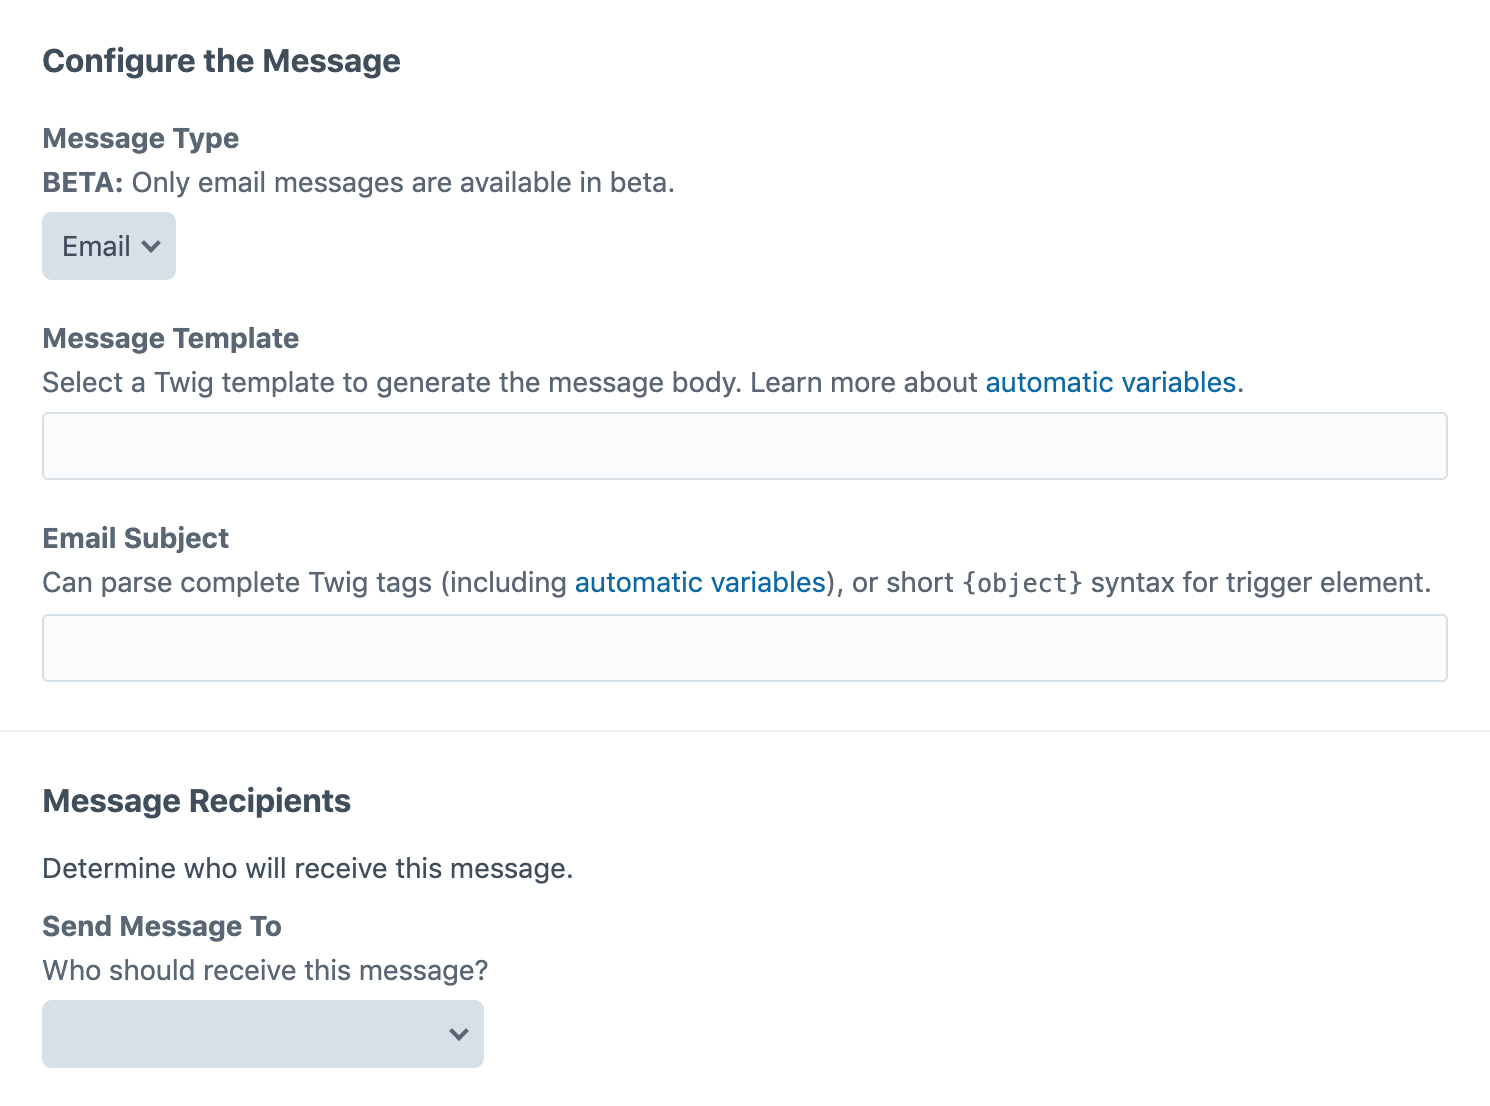 Configure the Message
Message Type
BETA: Only email messages are available in beta.
Email
Message Template
Select a Twig template to generate the message body. Learn more about automatic variables.
Email Subject
Can parse complete Twig tags (including automatic variables), or short {object} syntax for trigger element.
Message Recipients
Determine who will receive this message.
Send Message To
Who should receive this message?